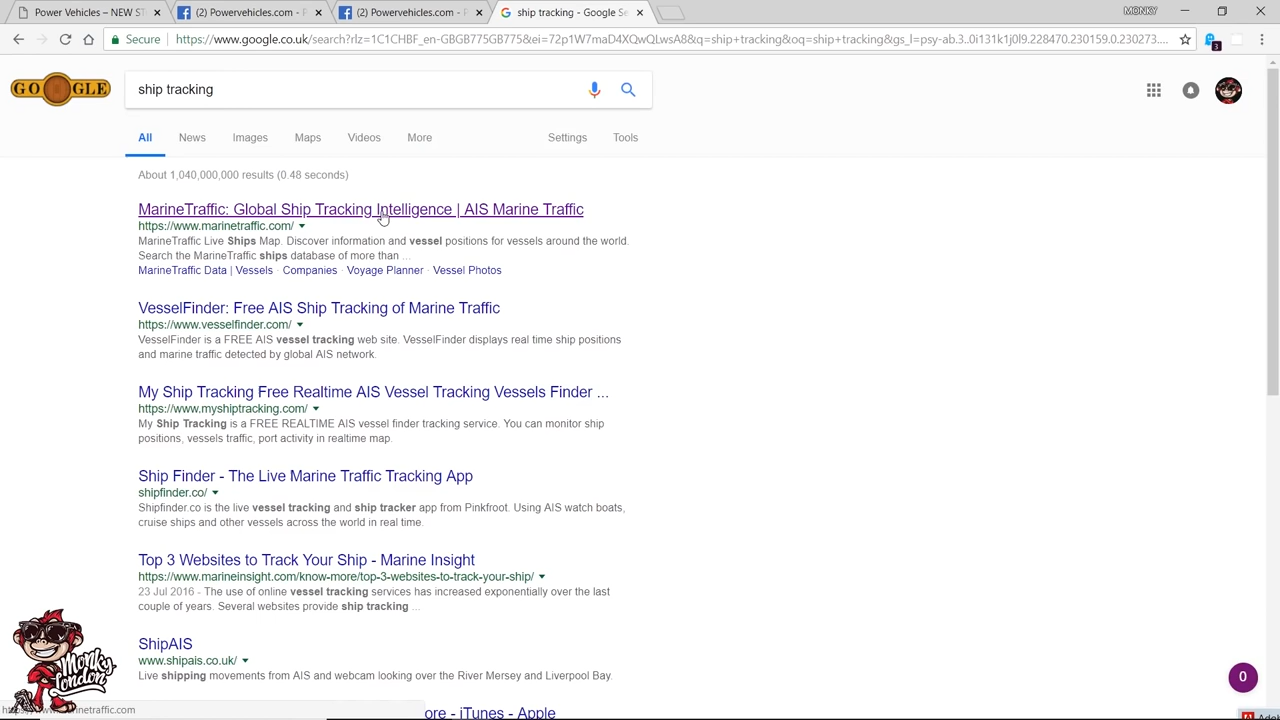 Power Vehicles – NEW ST
(2) Powervehicles.com - P
(2) Powervehicles.com - P
ship tracking - Google Se
MONKY
Secure
https://www.google.co.uk/search?rlz=1C1CHBF_en-GBGB775GB775&ei=72p1W7maD4XQwQLwsA8&q=ship+tracking&oq=ship+tracking&gs_l=psy-ab.3..0i131k1j0l9.228470.230159.0.230273....
3
GOOGLE
ship tracking
All
News
Images
Maps
Videos
More
Settings
Tools
About 1,040,000,000 results (0.48 seconds)
MarineTraffic: Global Ship Tracking Intelligence | AIS Marine Traffic
https://www.marinetraffic.com/
MarineTraffic Live Ships Map. Discover information and vessel positions for vessels around the world.
Search the MarineTraffic ships database of more than ...
MarineTraffic Data | Vessels · Companies · Voyage Planner · Vessel Photos
VesselFinder: Free AIS Ship Tracking of Marine Traffic
https://www.vesselfinder.com/
VesselFinder is a FREE AIS vessel tracking web site. VesselFinder displays real time ship positions
and marine traffic detected by global AIS network.
My Ship Tracking Free Realtime AIS Vessel Tracking Vessels Finder ...
https://www.myshiptracking.com/
My Ship Tracking is a FREE REALTIME AIS vessel finder tracking service. You can monitor ship
positions, vessels traffic, port activity in realtime map.
Ship Finder - The Live Marine Traffic Tracking App
shipfinder.co/
Shipfinder.co is the live vessel tracking and ship tracker app from Pinkfroot. Using AIS watch boats,
cruise ships and other vessels across the world in real time.
Top 3 Websites to Track Your Ship - Marine Insight
https://www.marineinsight.com/know-more/top-3-websites-to-track-your-ship/
23 Jul 2016 - The use of online vessel tracking services has increased exponentially over the last
couple of years. Several websites provide ship tracking ...
ShipAIS
www.shipais.co.uk/
Live shipping movements from AIS and webcam looking over the River Mersey and Liverpool Bay.
Monky
London
0
ore - iTunes - Apple